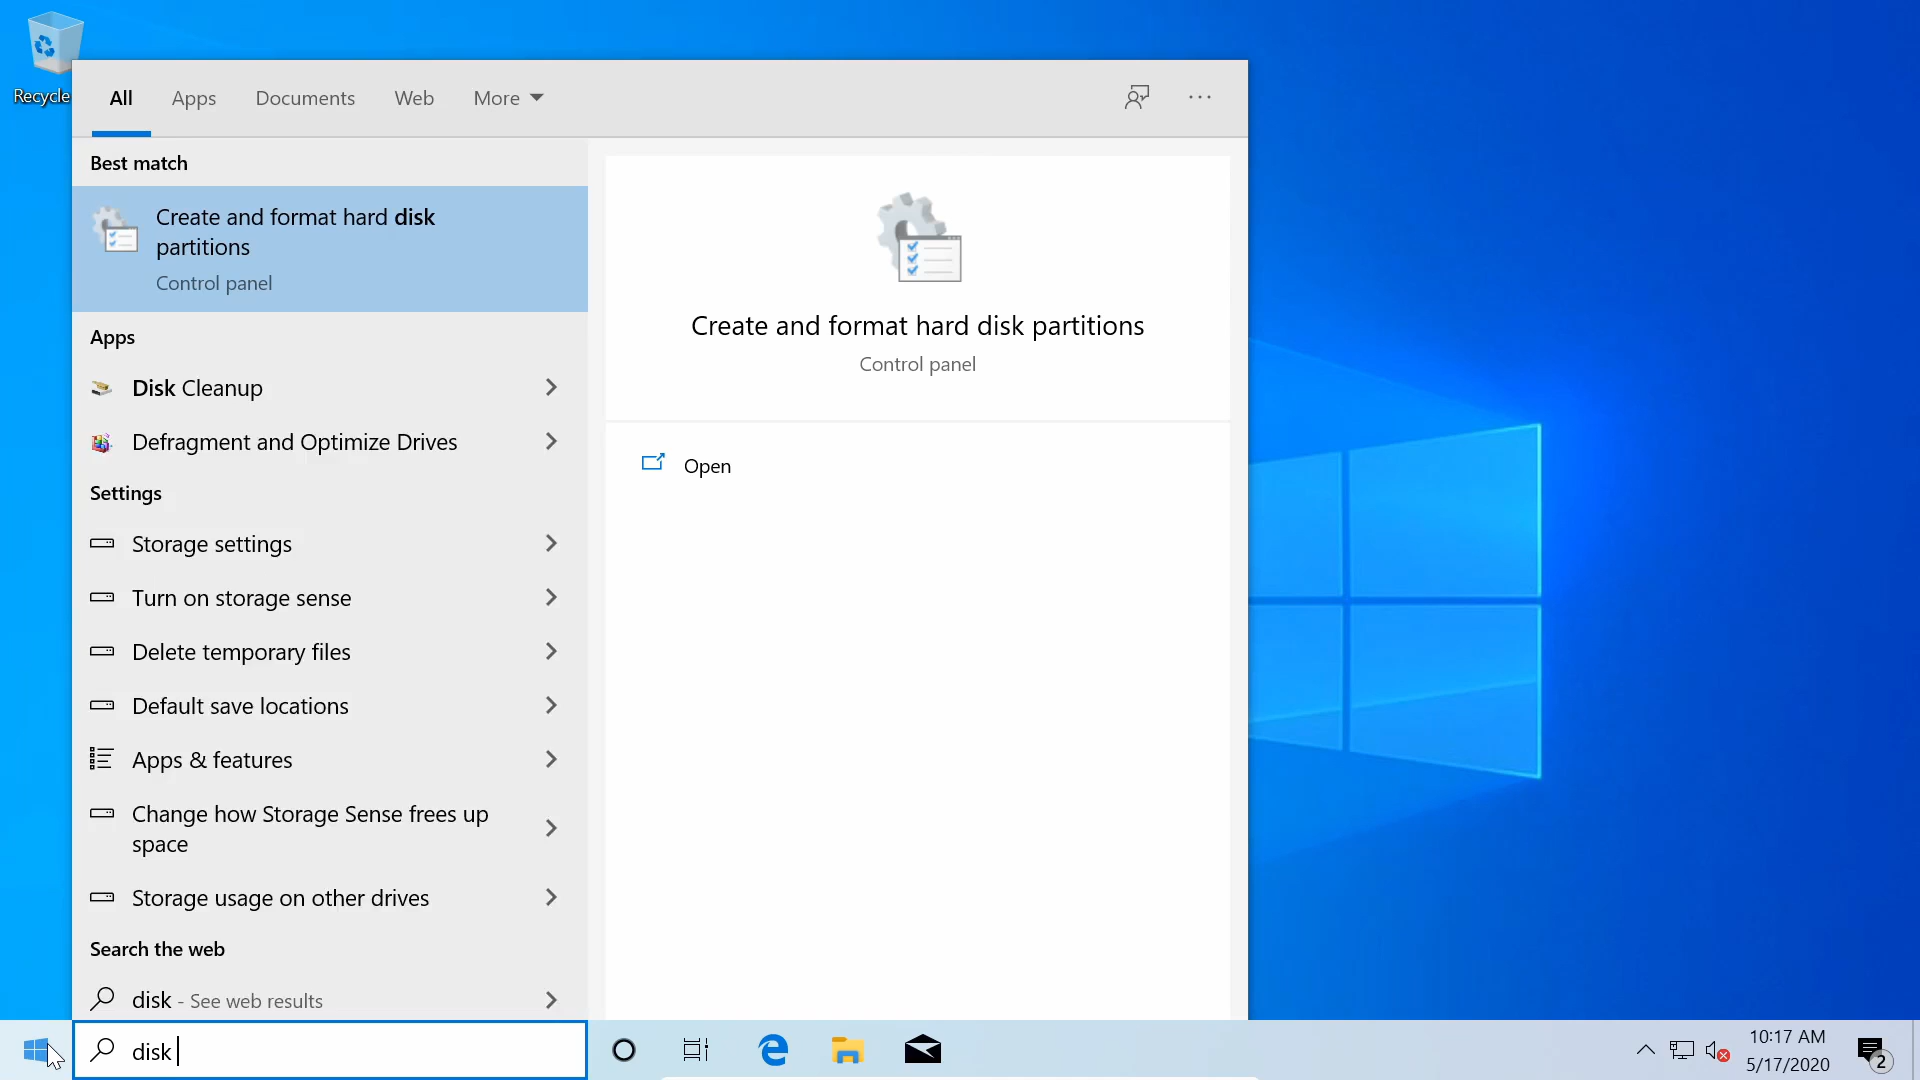 Recycle
All Apps Documents Web More
Best match
Create and format hard disk
partitions
Control panel
Apps
Disk Cleanup
Defragment and Optimize Drives
Settings
Storage settings
Turn on storage sense
Delete temporary files
Default save locations
Apps & features
Change how Storage Sense frees up
space
Storage usage on other drives
Search the web
disk - See web results
Create and format hard disk partitions
Control panel
Open
disk
10:17 AM
5/17/2020
2